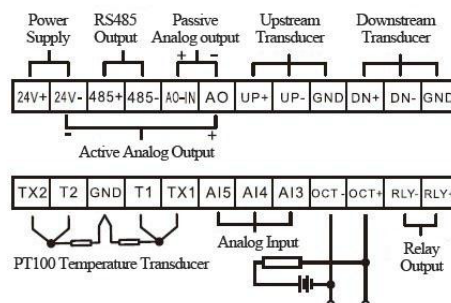 Power Supply RS485 Output Passive Analog output Upstream Transducer Downstream Transducer
+ -
24V+ 24V- 485+ 485- AO-IN AO UP+ UP- GND DN+ DN- GND
- +
Active Analog Output
TX2 T2 GND T1 TX1 AI5 AI4 AI3 OCT - OCT+ RLY- RLY+
Analog Input
Relay Output
PT100 Temperature Transducer